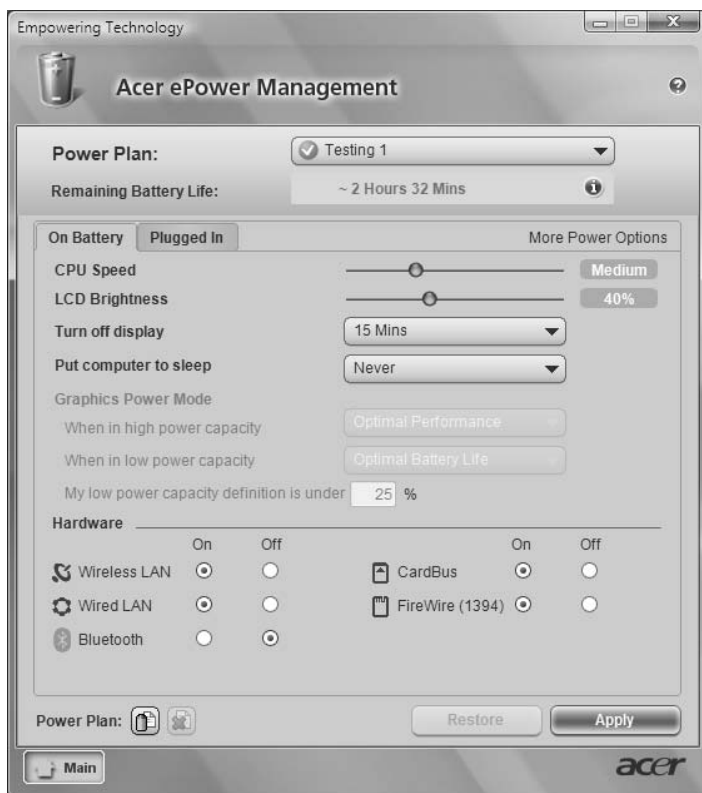 Empowering Technology
Acer ePower Management
Power Plan: Testing 1
Remaining Battery Life: ~ 2 Hours 32 Mins
On Battery Plugged In More Power Options
CPU Speed Medium
LCD Brightness 40%
Turn off display 15 Mins
Put computer to sleep Never
Graphics Power Mode
When in high power capacity Optimal Performance
When in low power capacity Optimal Battery Life
My low power capacity definition is under 25 %
Hardware
On Off On Off
Wireless LAN CardBus
Wired LAN FireWire (1394)
Bluetooth
Power Plan: Restore Apply
Main acer